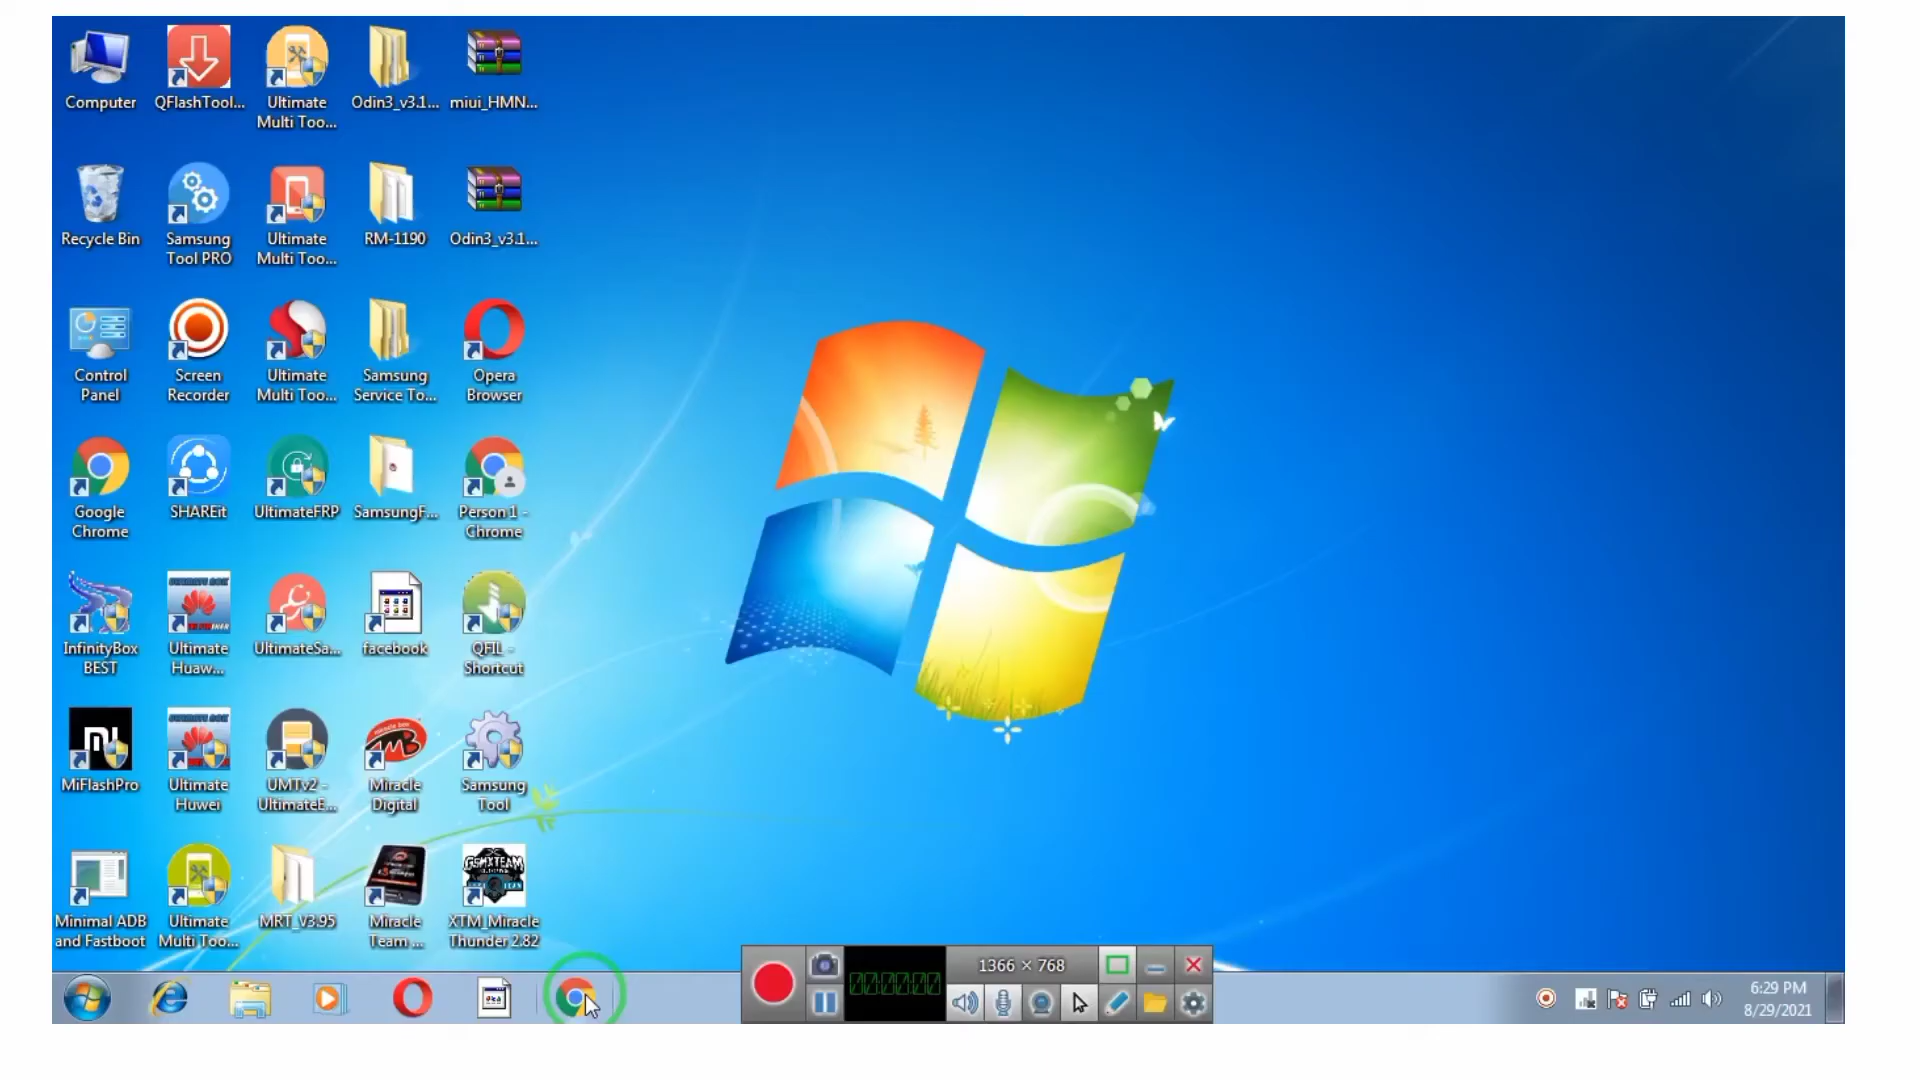 Computer
QFlashTool...
Ultimate
Multi Too...
Odin3_v3.1...
miui_HMN...
Recycle Bin
Samsung
Tool PRO
Ultimate
Multi Too...
RM-1190
Odin3_v3.1...
Control
Panel
Screen
Recorder
Ultimate
Multi Too...
Samsung
Service To...
Opera
Browser
Google
Chrome
SHAREit
UltimateFRP
SamsungF...
Person 1 -
Chrome
InfinityBox
BEST
Ultimate
Huaw...
UltimateSa...
facebook
QFIL -
Shortcut
MiFlashPro
Ultimate
Huwei
UMTv2 -
UltimateE...
Miracle
Digital
Samsung
Tool
Minimal ADB
and Fastboot
Ultimate
Multi Too...
MRT_V3.95
Miracle
Team ...
XTM_Miracle
Thunder 2.82
1366 × 768
6:29 PM
8/29/2021